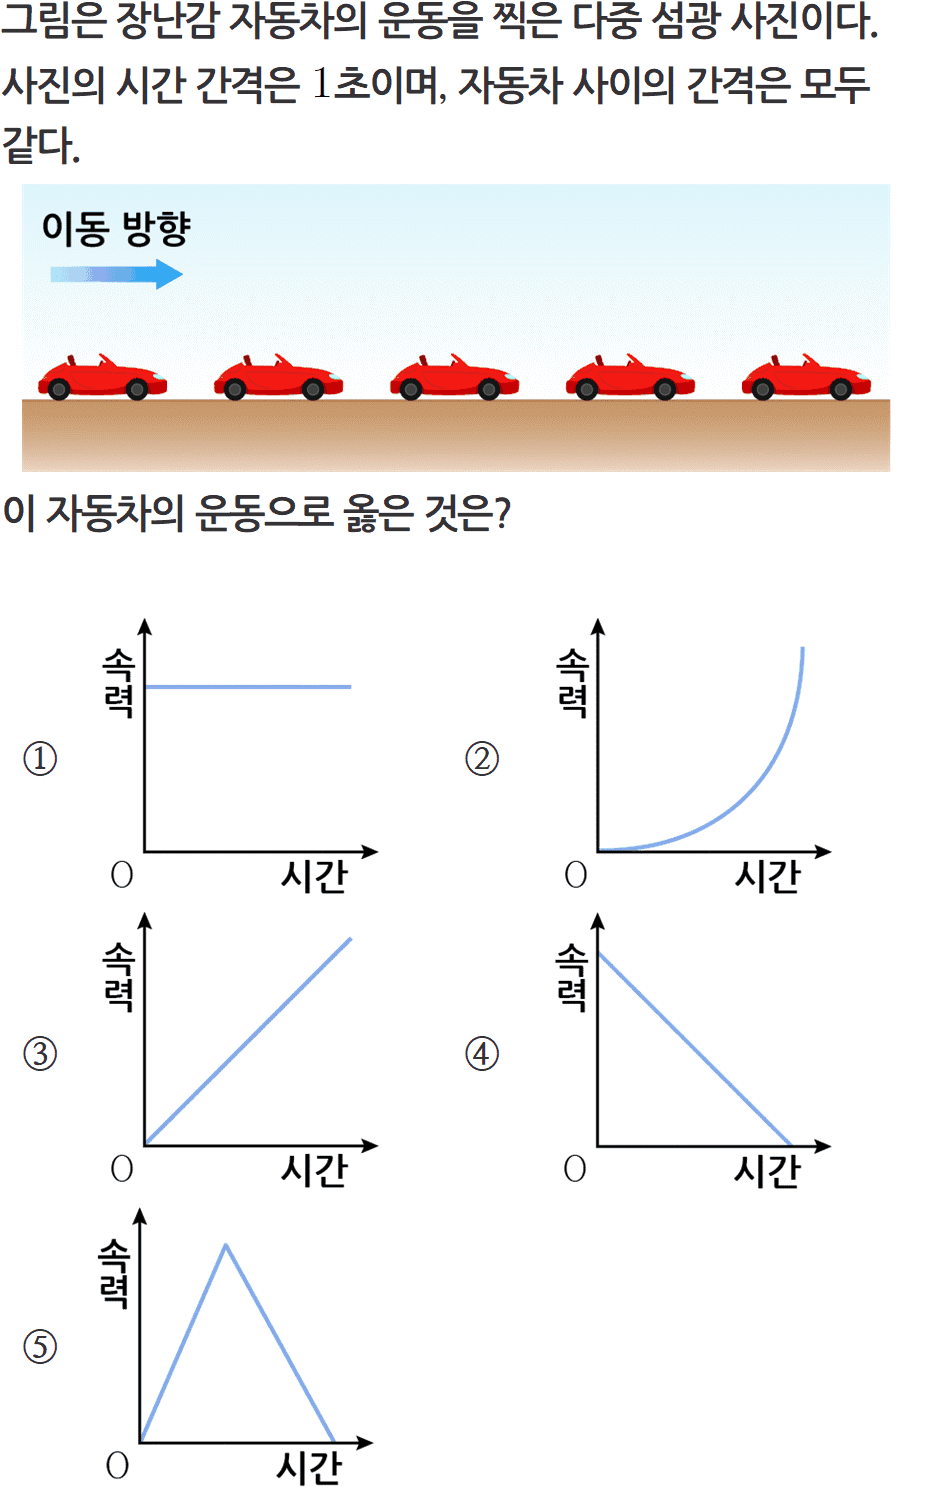 그림은 장난감 자동차의 운동을 찍은 다중 섬광 사진이다.
사진의 시간 간격은 1초이며, 자동차 사이의 간격은 모두
같다.
이동 방향
이 자동차의 운동으로 옳은 것은?
①
속력
O
시간
②
속력
O
시간
③
속력
O
시간
④
속력
O
시간
⑤
속력
O
시간